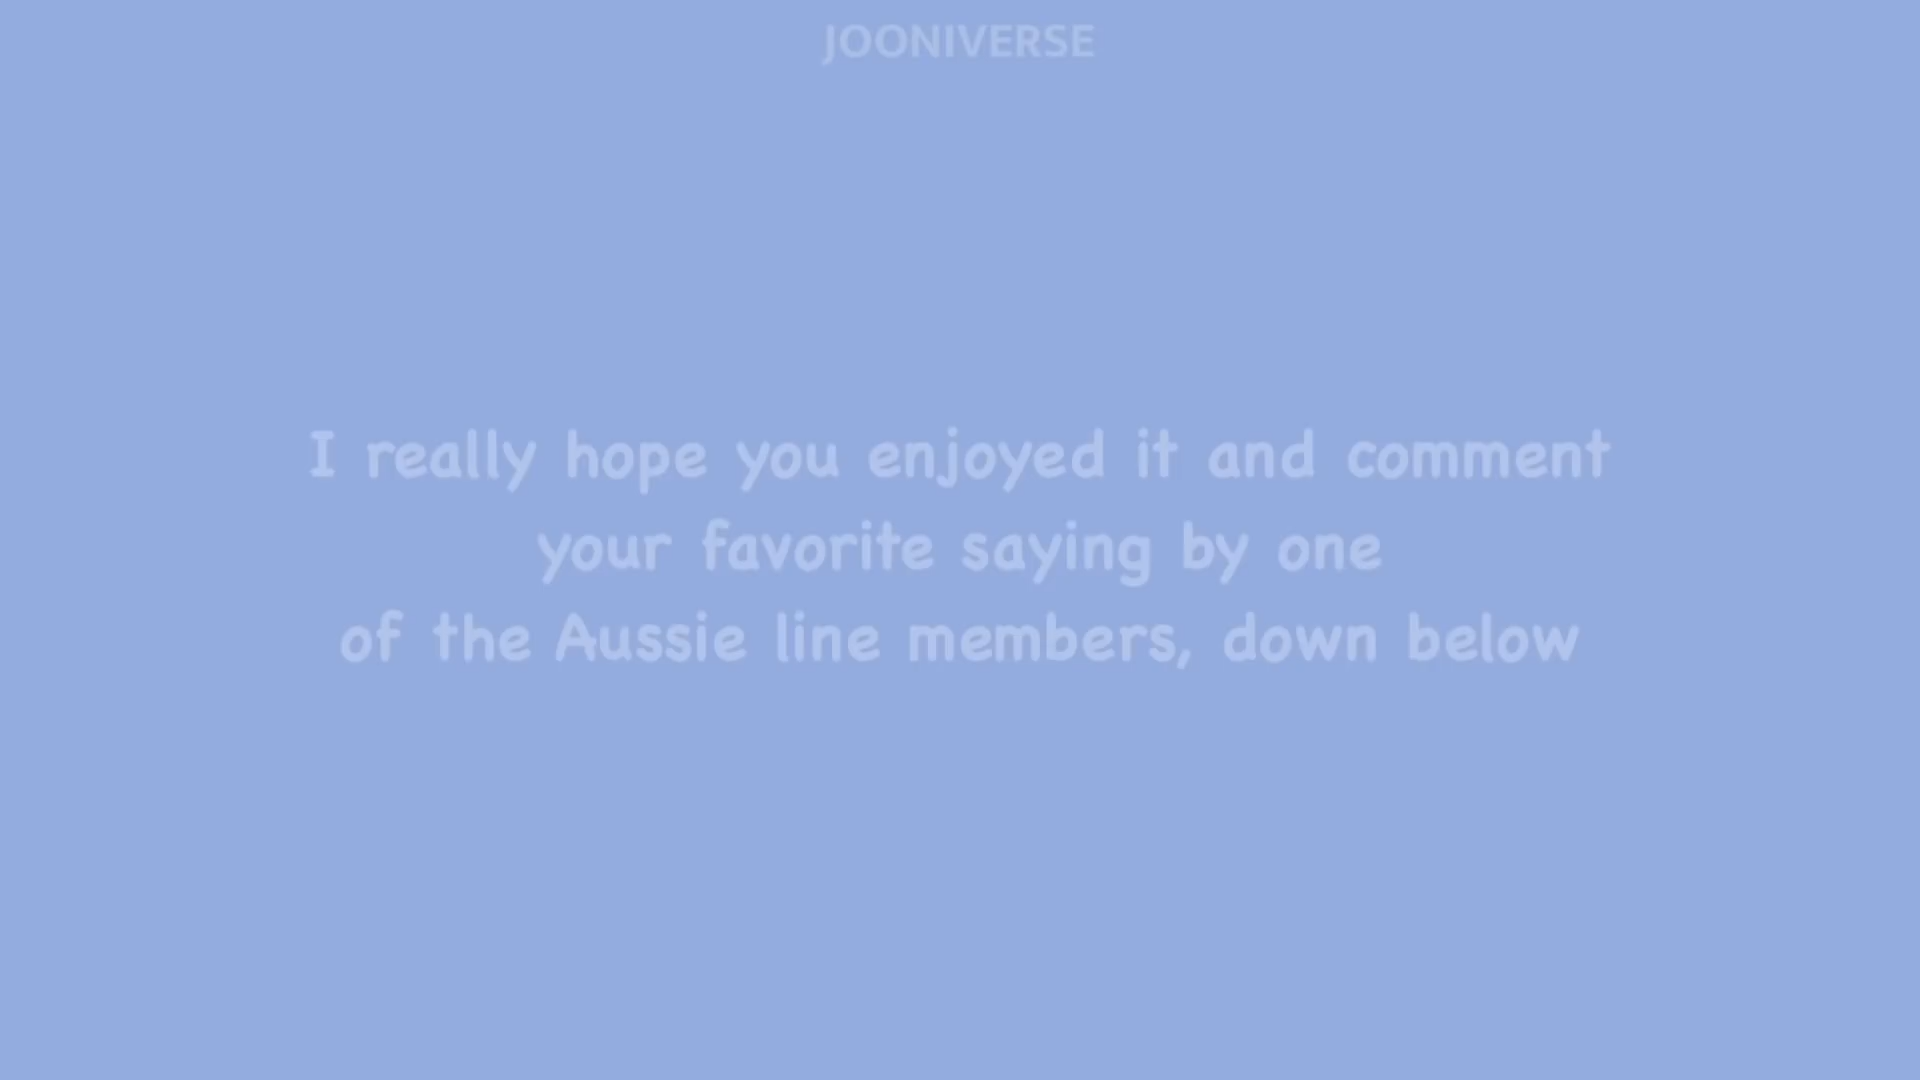 JOONIVERSE
I really hope you enjoyed it and comment
your favorite saying by one
of the Aussie line members, down below